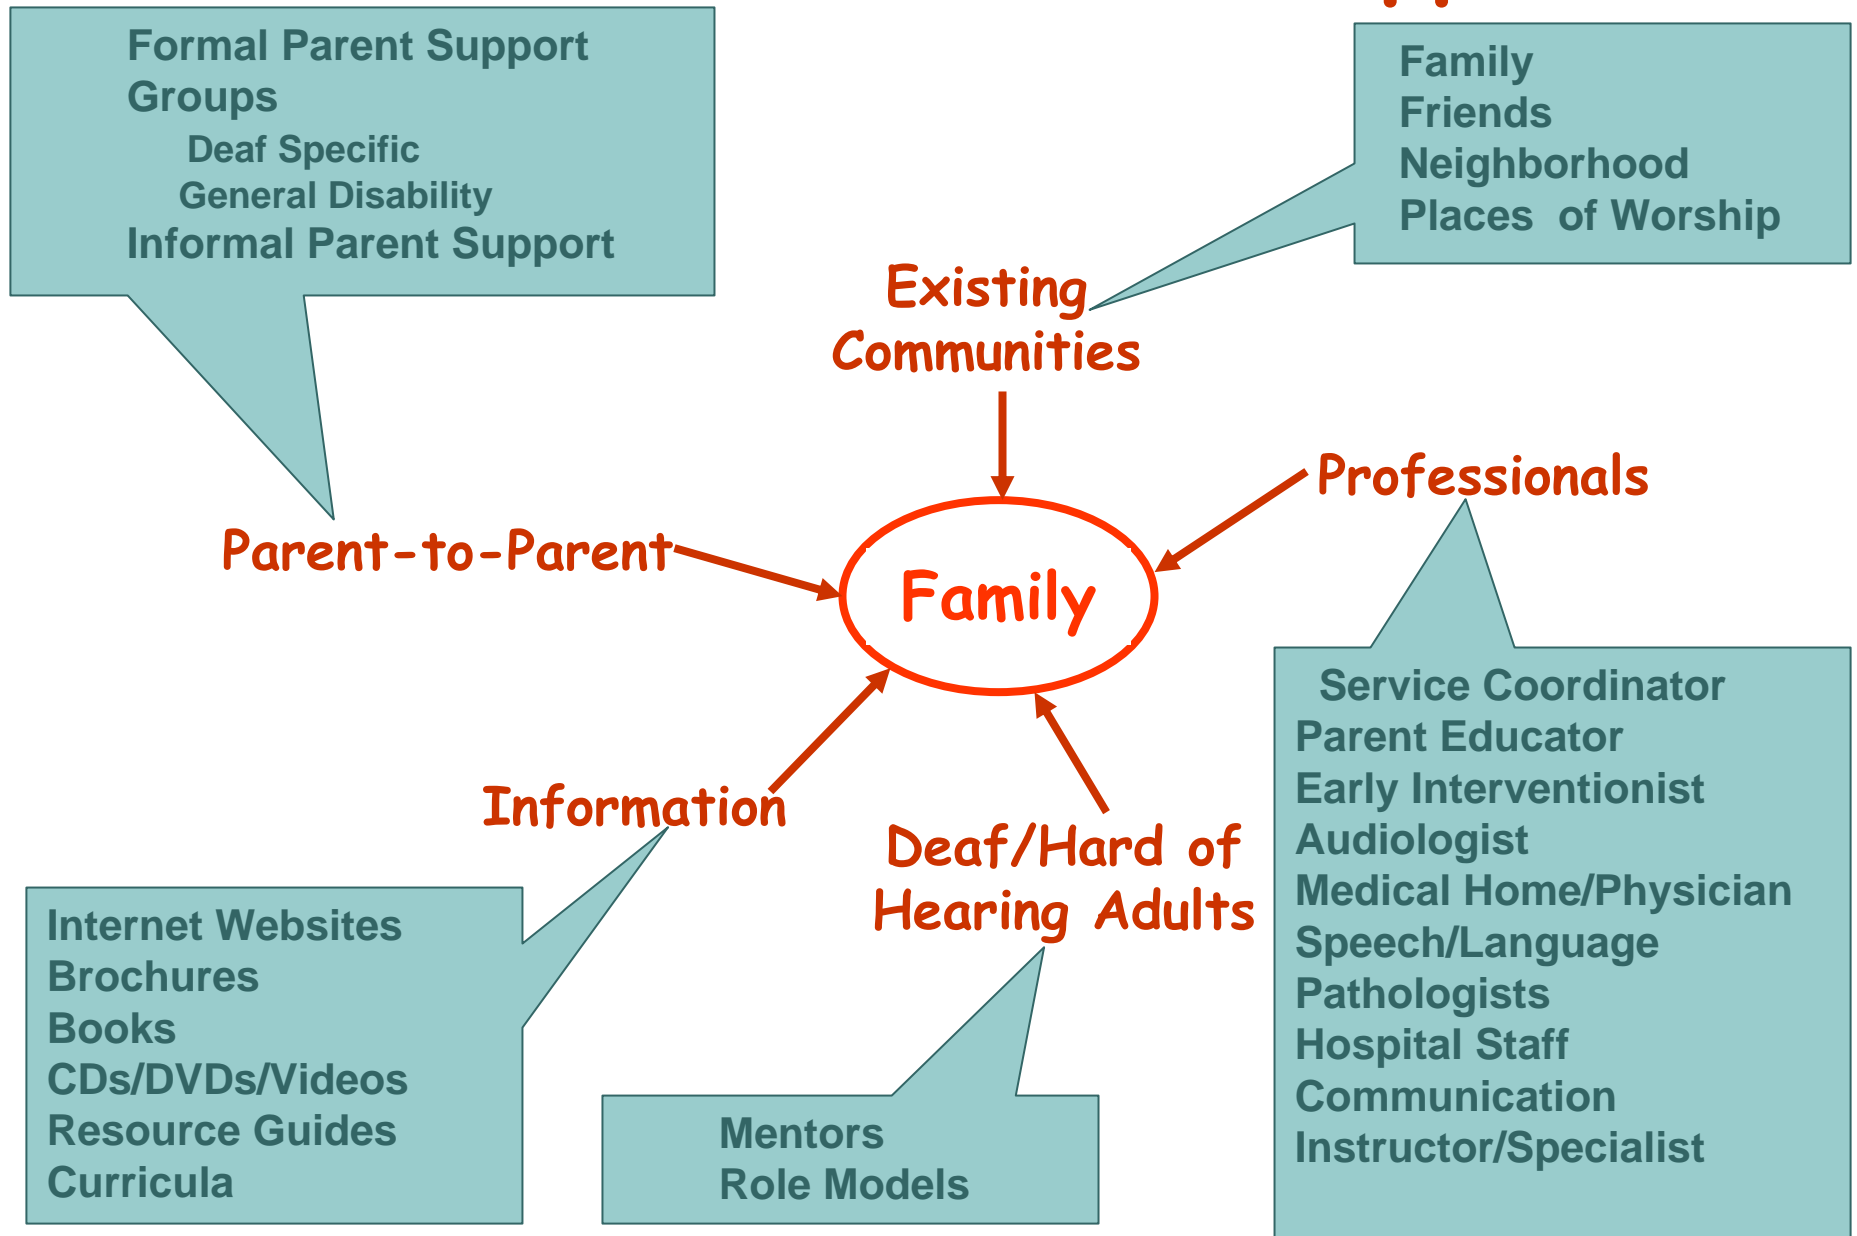 Formal Parent Support
Groups
Deaf Specific
General Disability
Informal Parent Support
Family
Friends
Neighborhood
Places  of Worship
Existing
Communities
Professionals
Parent-to-Parent
Family
Service Coordinator
Parent Educator
Early Interventionist
Audiologist
Medical Home/Physician
Speech/Language
Pathologists
Hospital Staff
Communication
Instructor/Specialist
Information
Deaf/Hard of
Hearing Adults
Internet Websites
Brochures
Books
CDs/DVDs/Videos
Resource Guides
Curricula
Mentors
Role Models